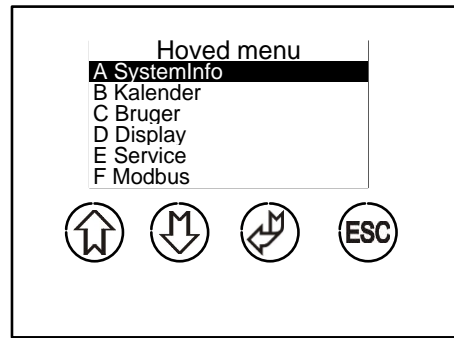 Hoved menu
A SystemInfo
B Kalender
C Bruger
D Display
E Service
F Modbus
ESC